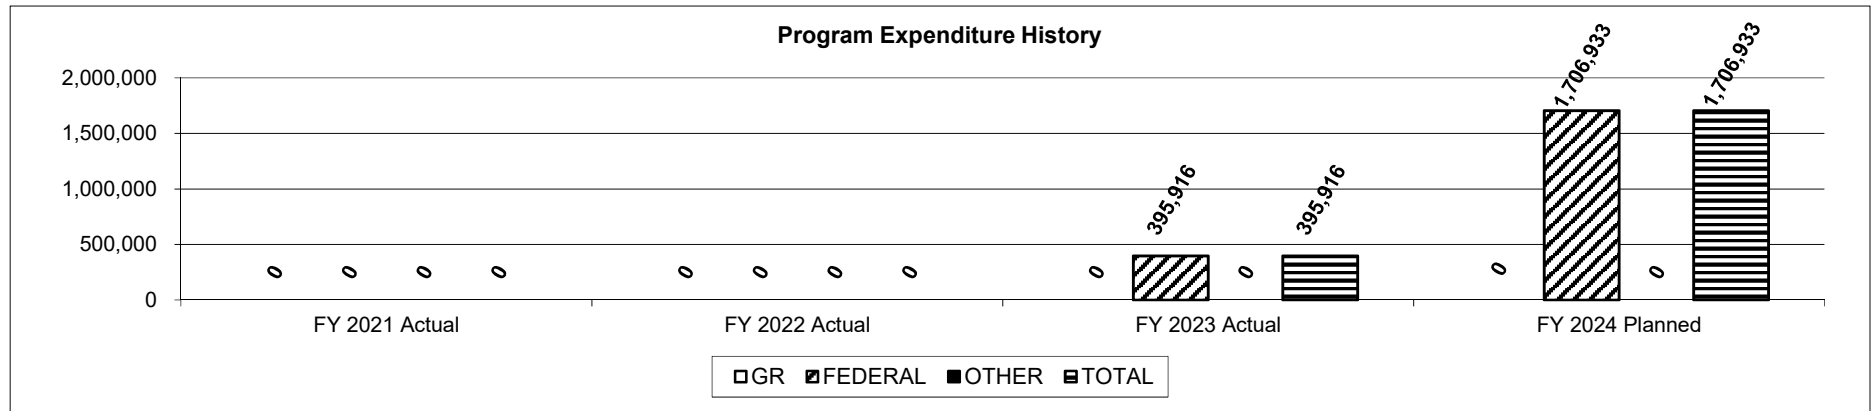 Program Expenditure History
2,000,000
1,500,000
1,000,000
500,000
0
0 0 0 0
0 0 0 0
0 395,916 0 395,916
0 1,706,933 0 1,706,933
FY 2021 Actual FY 2022 Actual FY 2023 Actual FY 2024 Planned
GR FEDERAL OTHER TOTAL